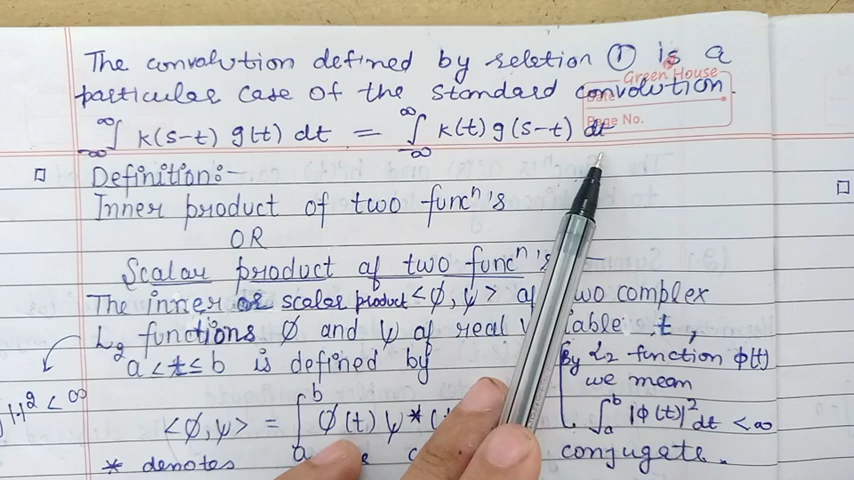 The convolution defined by reletion ① is a
Green House
particular case of the standard convolution.
Date
Page No.
∞∫-∞ K(s-t) g(t) dt = ∞∫-∞ K(t) g(s-t) dt
□ Definition:-
Inner product of two funcⁿ's
OR
Scalar product of two funcⁿ's -
The inner or scalar product <ϕ, ψ> of two complex
L₂ functions ϕ and ψ of real variable t,
a < t ≤ b is defined by
By L₂ function ϕ(t)
we mean
∫ₐᵇ |ϕ(t)|² dt < ∞
∫ | |² < ∞
<ϕ, ψ> = ∫ₐᵇ ϕ(t) ψ*(
* denotes conjugate.